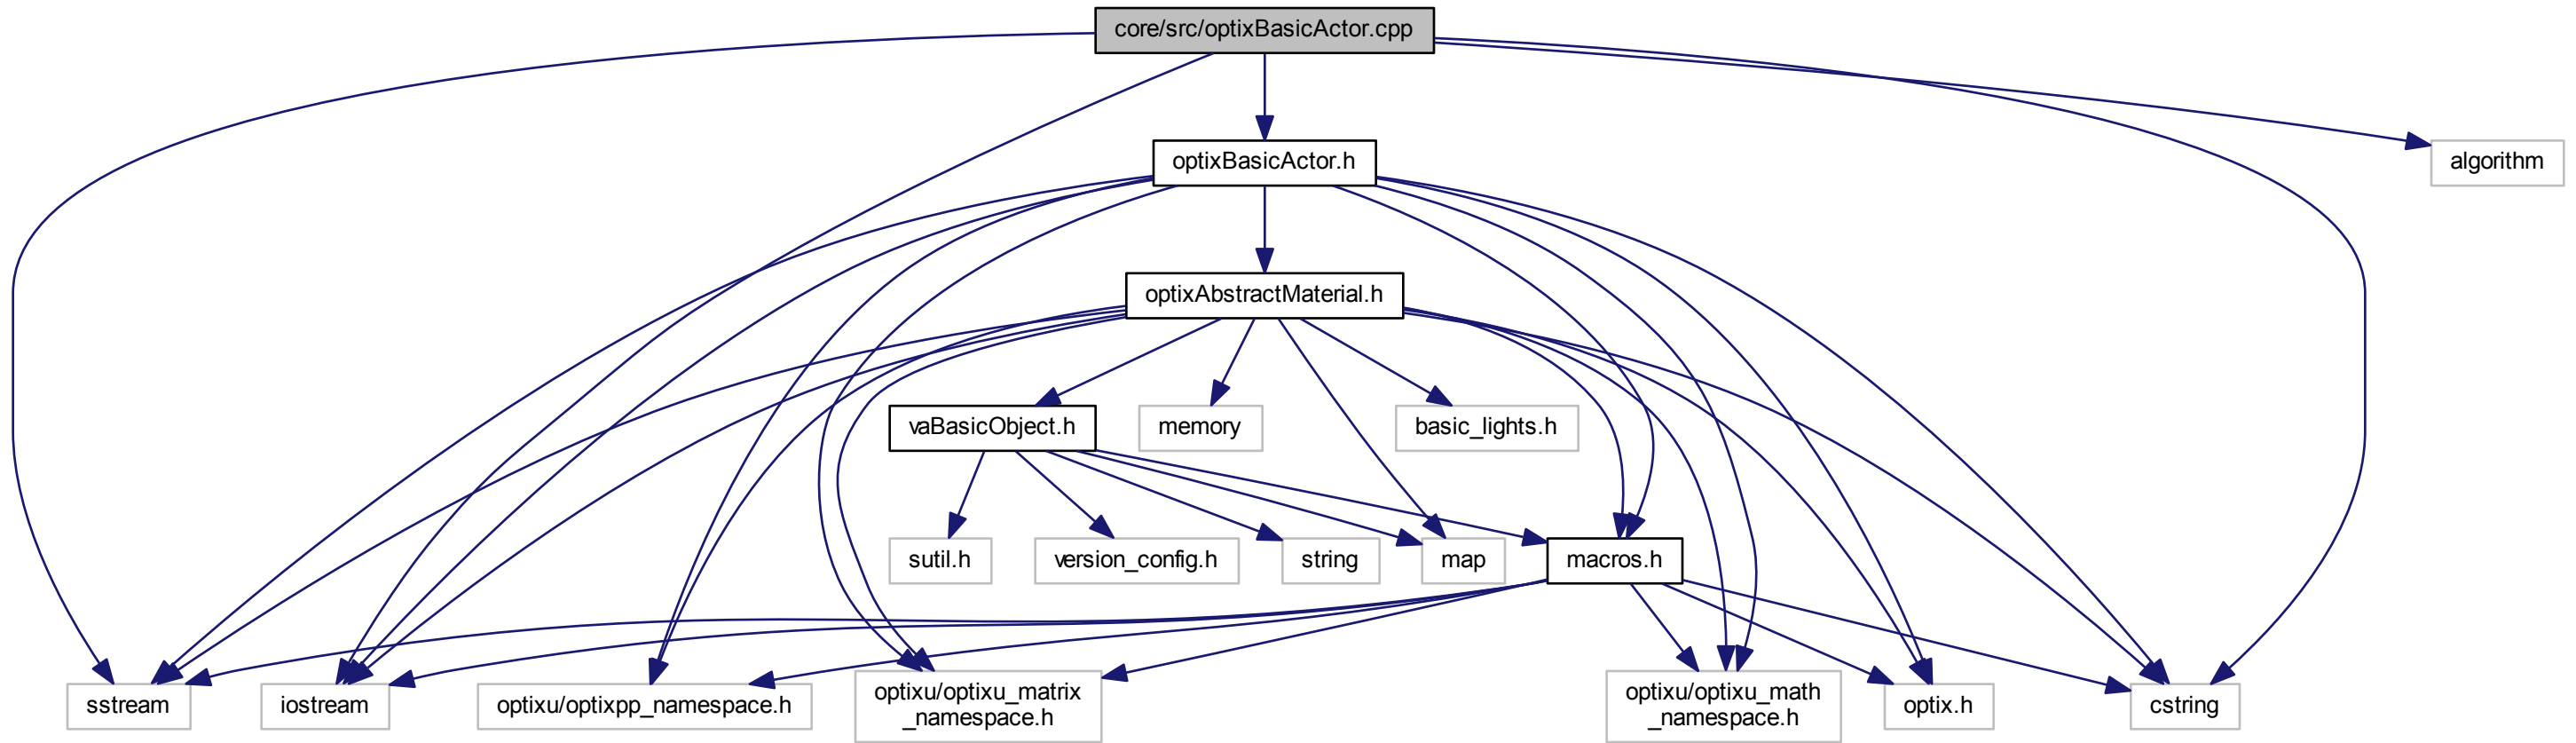 core/src/optixBasicActor.cpp
optixBasicActor.h
algorithm
optixAbstractMaterial.h
vaBasicObject.h
memory
basic_lights.h
sutil.h
version_config.h
string
map
macros.h
sstream
iostream
optixu/optixpp_namespace.h
optixu/optixu_matrix
_namespace.h
optixu/optixu_math
_namespace.h
optix.h
cstring